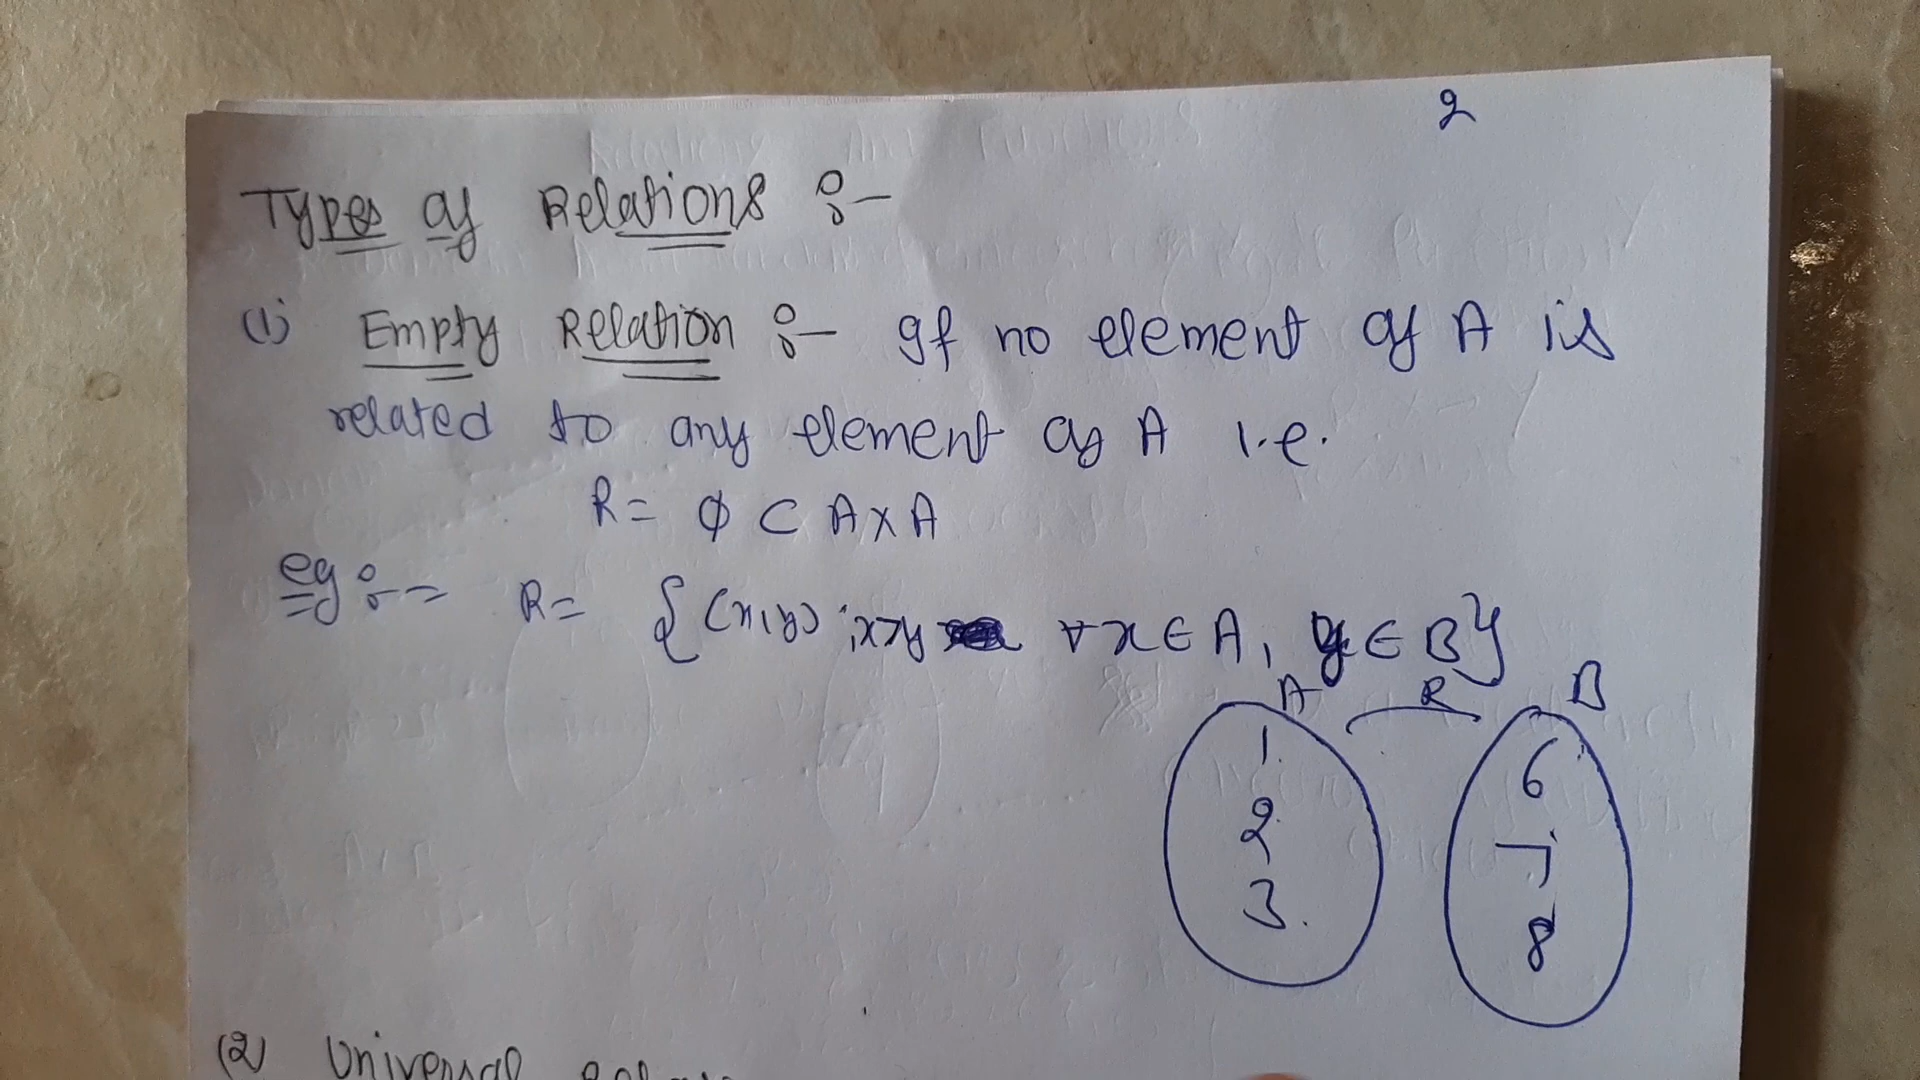 2
Types of Relations :-
(1) Empty Relation :- If no element of A is
related to any element of A i.e.
R = ϕ ⊂ A×A
eg :- R = {(x,y) : x>y ∀ x ∈ A, y ∈ B}
A R B
1 6
2 7
3 8
(2) Universal